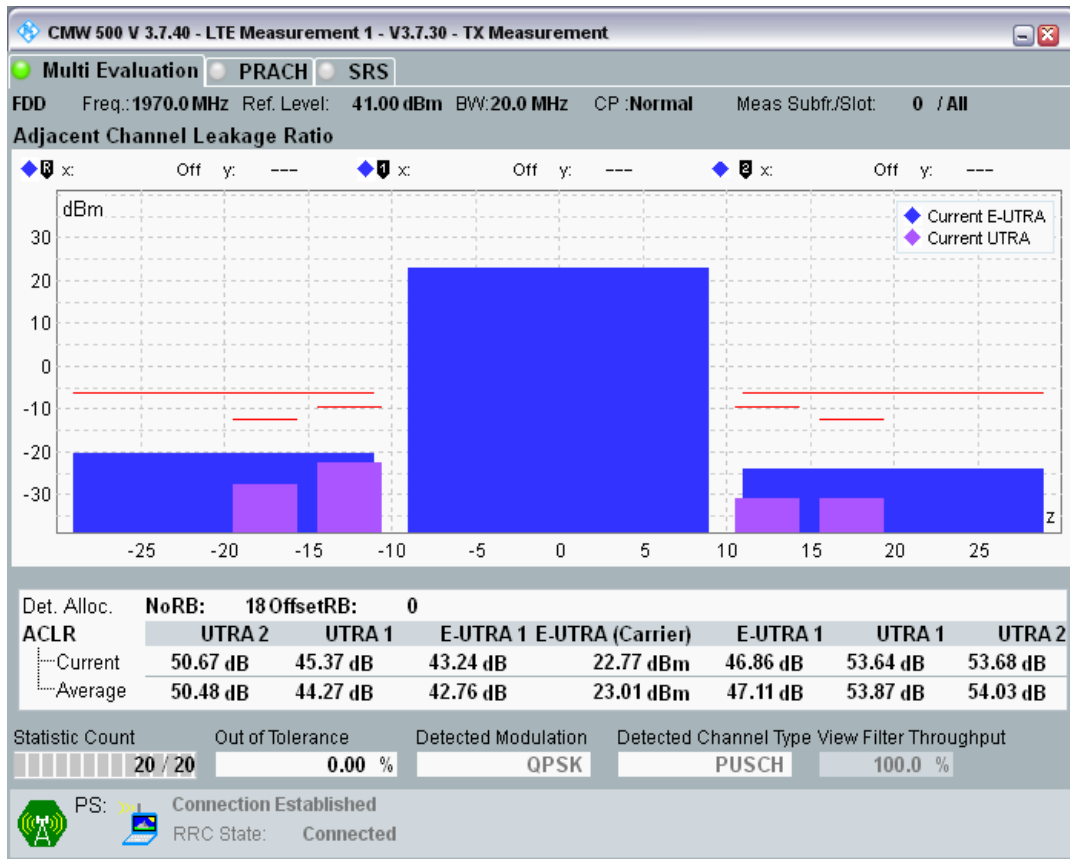 CMW 500 V 3.7.40 - LTE Measurement 1 - V3.7.30 - TX Measurement
Multi Evaluation PRACH SRS
FDD Freq.: 1970.0 MHz Ref. Level: 41.00 dBm BW: 20.0 MHz CP :Normal Meas Subfr./Slot: 0 / All
Adjacent Channel Leakage Ratio
R x: Off y: --- 1 x: Off y: --- 2 x: Off y: ---
dBm
Current E-UTRA
Current UTRA
30
20
10
0
-10
-20
-30
z
-25 -20 -15 -10 -5 0 5 10 15 20 25
Det. Alloc. NoRB: 18 OffsetRB: 0
ACLR UTRA 2 UTRA 1 E-UTRA 1 E-UTRA (Carrier) E-UTRA 1 UTRA 1 UTRA 2
Current 50.67 dB 45.37 dB 43.24 dB 22.77 dBm 46.86 dB 53.64 dB 53.68 dB
Average 50.48 dB 44.27 dB 42.76 dB 23.01 dBm 47.11 dB 53.87 dB 54.03 dB
Statistic Count Out of Tolerance Detected Modulation Detected Channel Type View Filter Throughput
20 / 20 0.00 % QPSK PUSCH 100.0 %
PS: Connection Established
RRC State: Connected